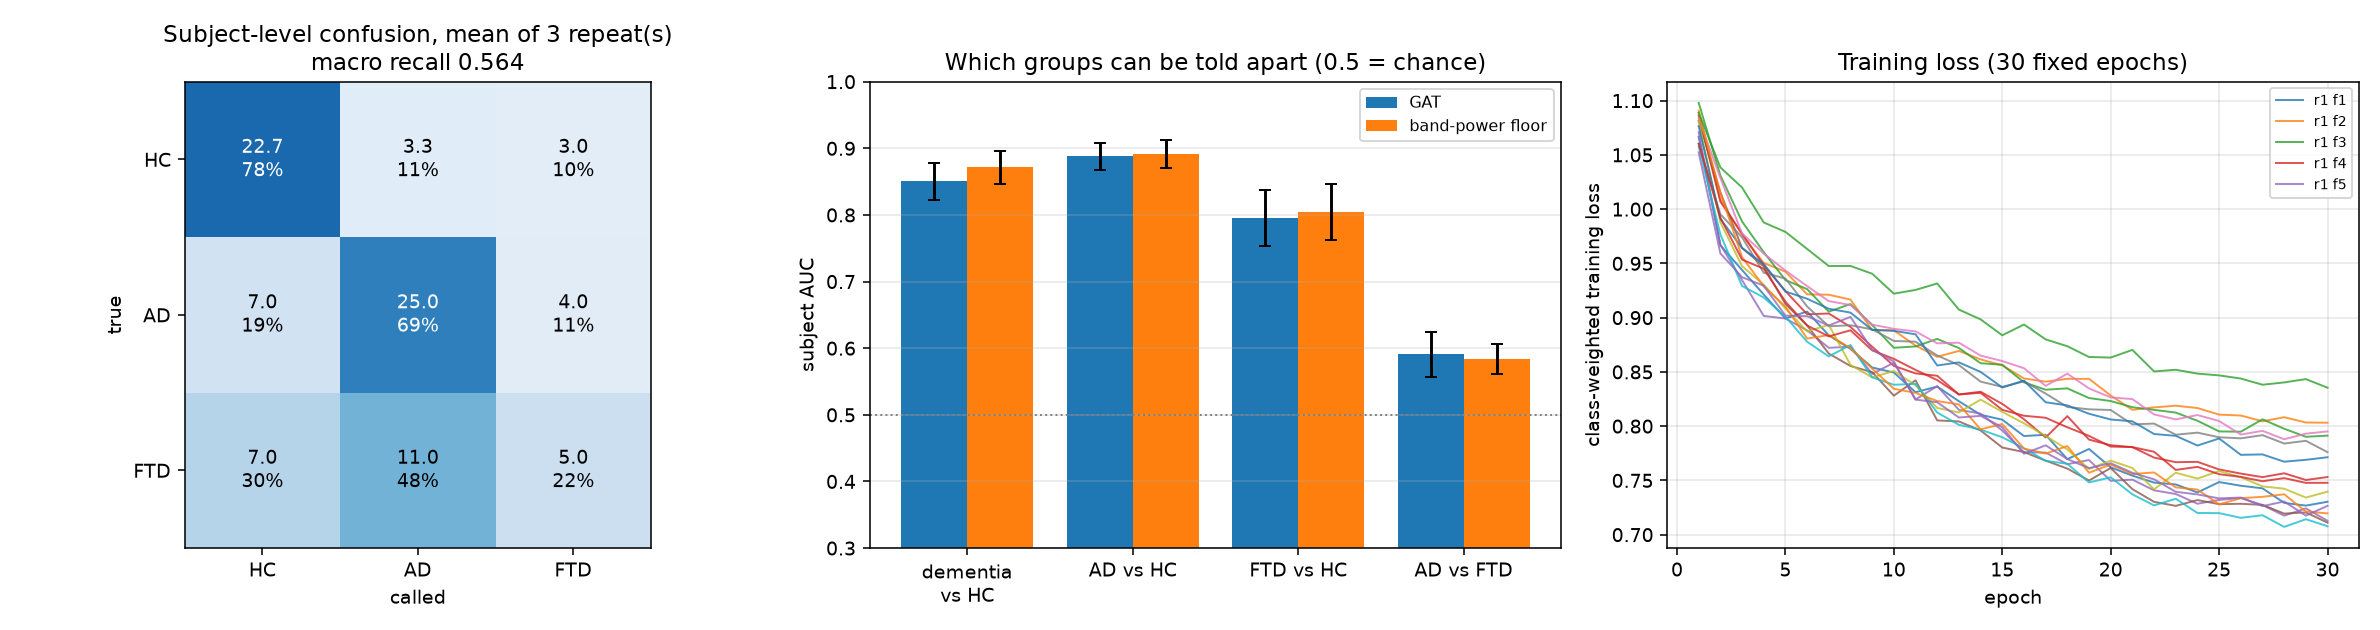 Subject-level confusion, mean of 3 repeat(s)
macro recall 0.564
true
HC
22.7
78%
3.3
11%
3.0
10%
AD
7.0
19%
25.0
69%
4.0
11%
FTD
7.0
30%
11.0
48%
5.0
22%
HC
AD
FTD
called
Which groups can be told apart (0.5 = chance)
GAT
band-power floor
subject AUC
1.0
0.9
0.8
0.7
0.6
0.5
0.4
0.3
dementia
vs HC
AD vs HC
FTD vs HC
AD vs FTD
Training loss (30 fixed epochs)
r1 f1
r1 f2
r1 f3
r1 f4
r1 f5
class-weighted training loss
1.10
1.05
1.00
0.95
0.90
0.85
0.80
0.75
0.70
0
5
10
15
20
25
30
epoch